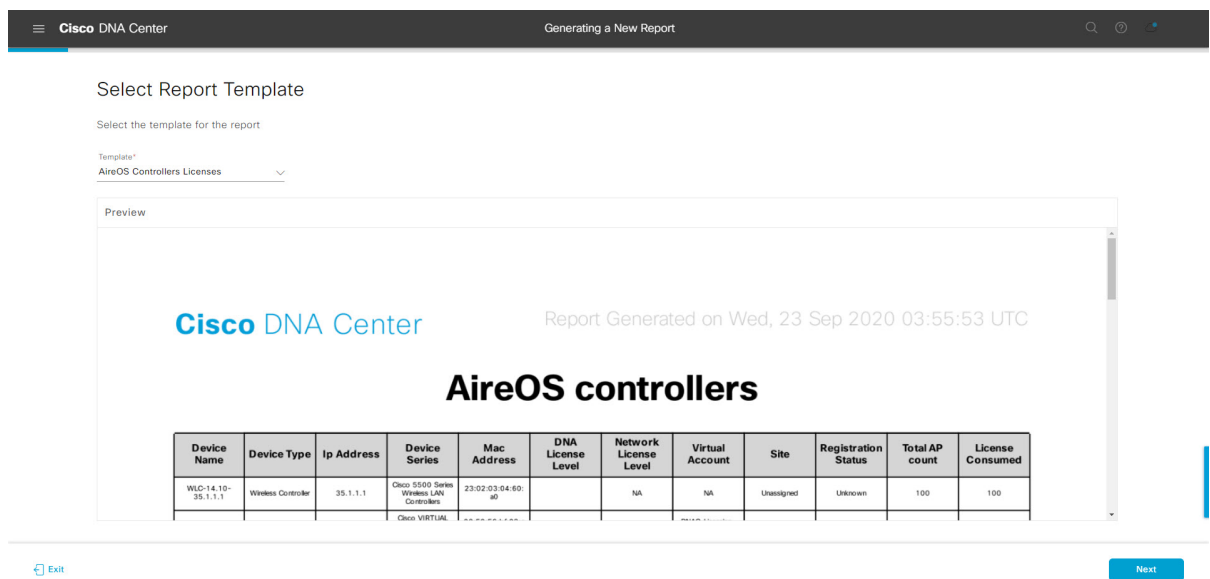 Cisco DNA Center
Generating a New Report
Select Report Template
Select the template for the report
Template*
AireOS Controllers Licenses
Preview
Cisco DNA Center
Report Generated on Wed, 23 Sep 2020 03:55:53 UTC
AireOS controllers
Device Name Device Type Ip Address Device Series Mac Address DNA License Level Network License Level Virtual Account Site Registration Status Total AP count License Consumed
WLC-14.10-35.1.1.1 Wireless Controller 35.1.1.1 Cisco 5500 Series Wireless LAN Controllers 23:02:03:04:60:a0 NA NA Unassigned Unknown 100 100
Cisco VIRTUAL
Exit
Next